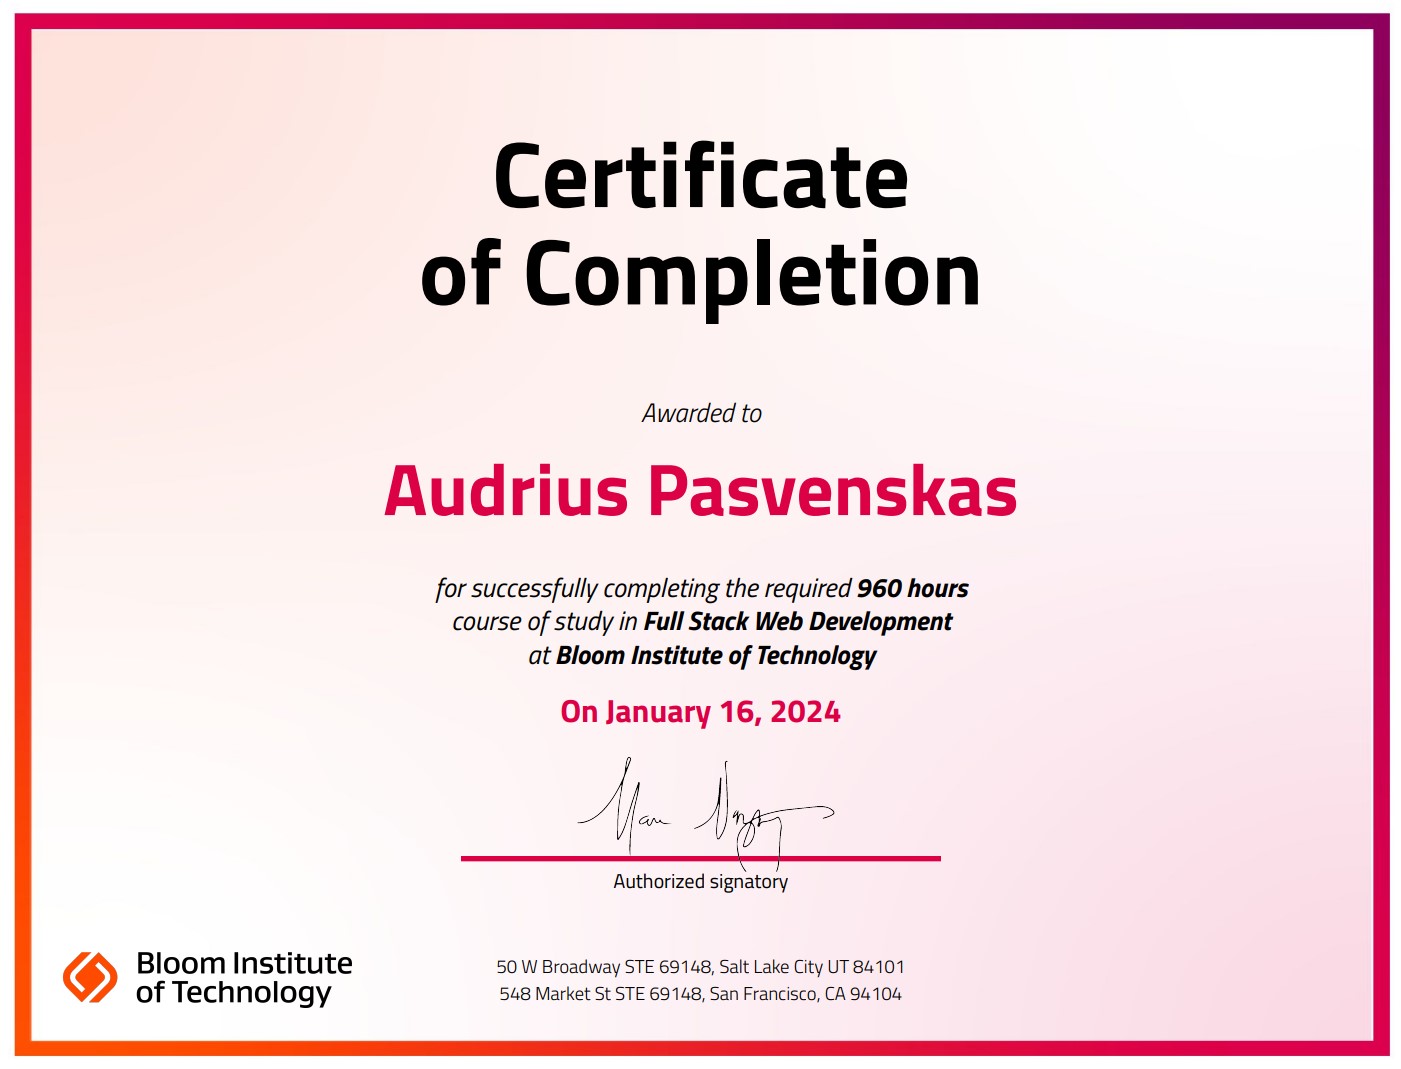 Certificate
of Completion
Awarded to
Audrius Pasvenskas
for successfully completing the required 960 hours
course of study in Full Stack Web Development
at Bloom Institute of Technology
On January 16, 2024
Authorized signatory
Bloom Institute
of Technology
50 W Broadway STE 69148, Salt Lake City UT 84101
548 Market St STE 69148, San Francisco, CA 94104